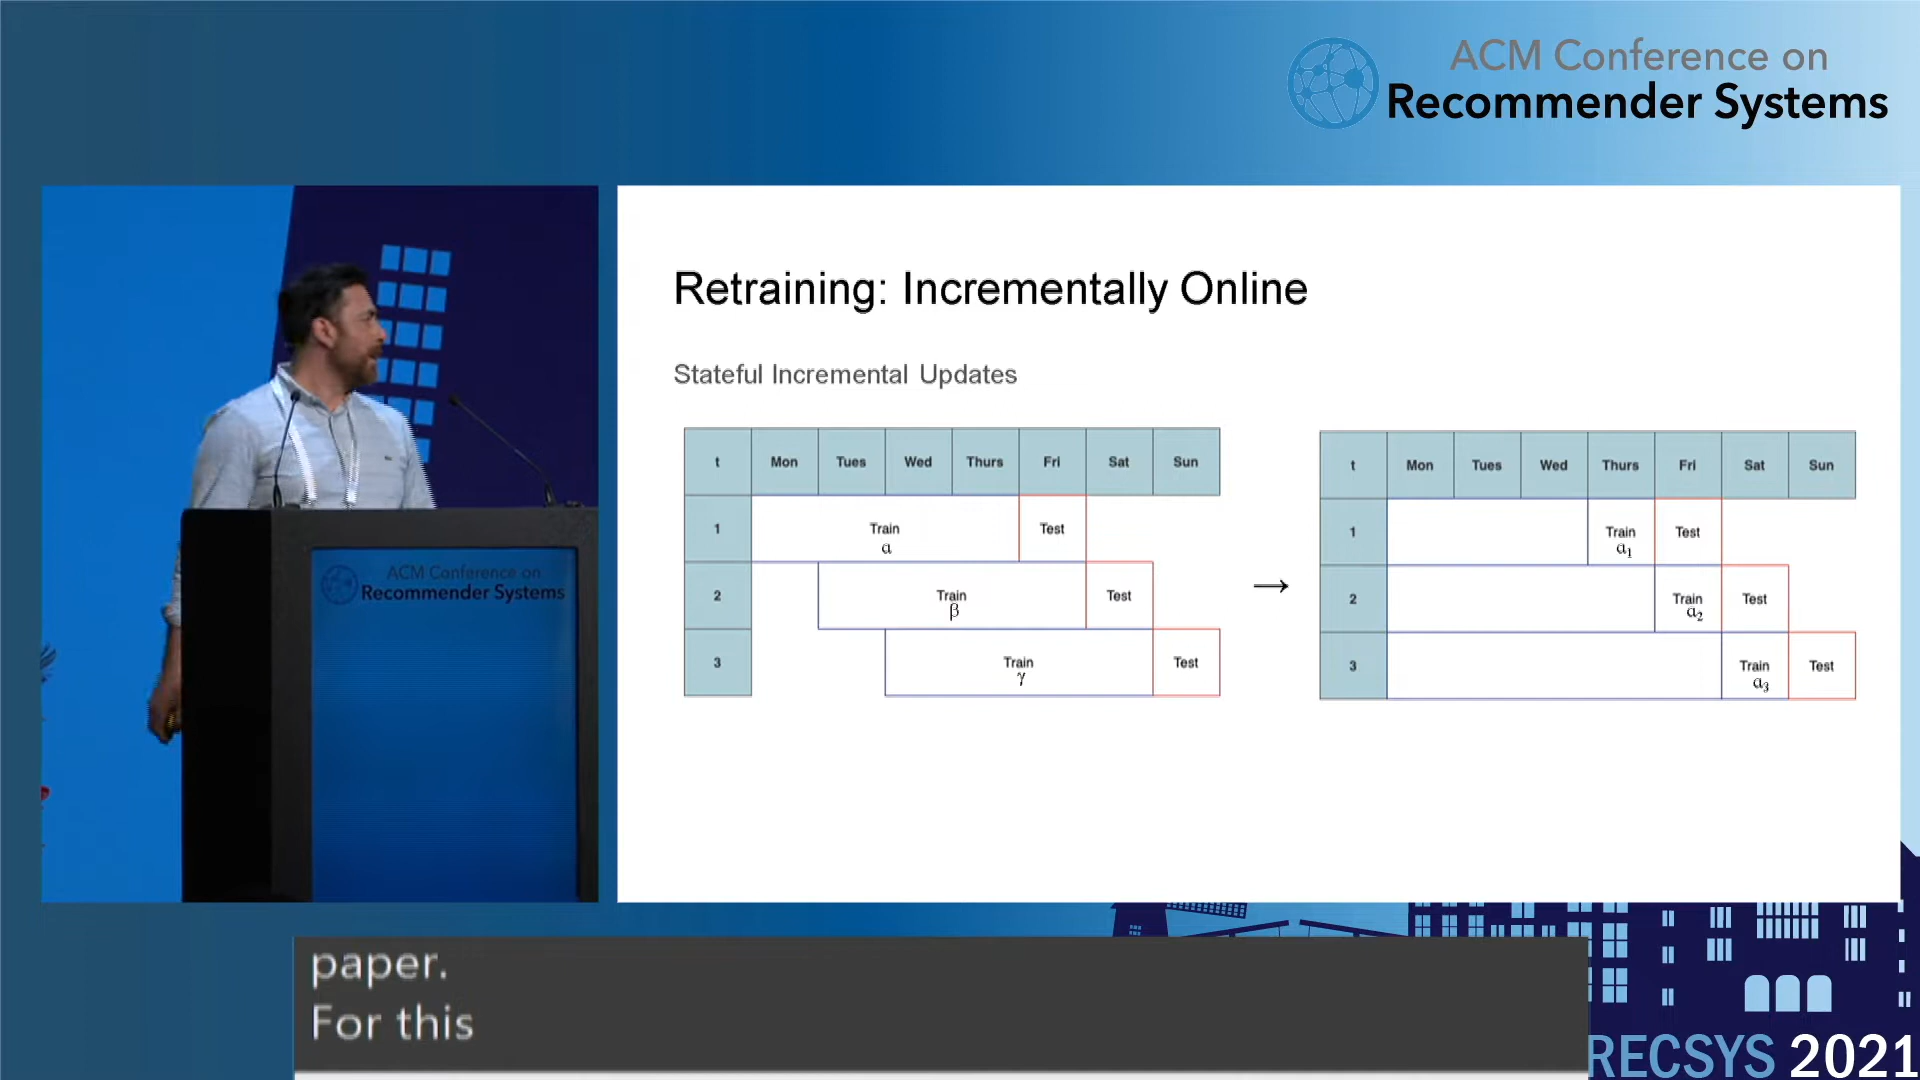 ACM Conference on
Recommender Systems
Retraining: Incrementally Online
Stateful Incremental Updates
t Mon Tues Wed Thurs Fri Sat Sun
1 Train α Test
2 Train β Test
3 Train γ Test
→
t Mon Tues Wed Thurs Fri Sat Sun
1 Train α₁ Test
2 Train α₂ Test
3 Train α₃ Test
ACM Conference on
Recommender Systems
paper.
For this
RECSYS 2021